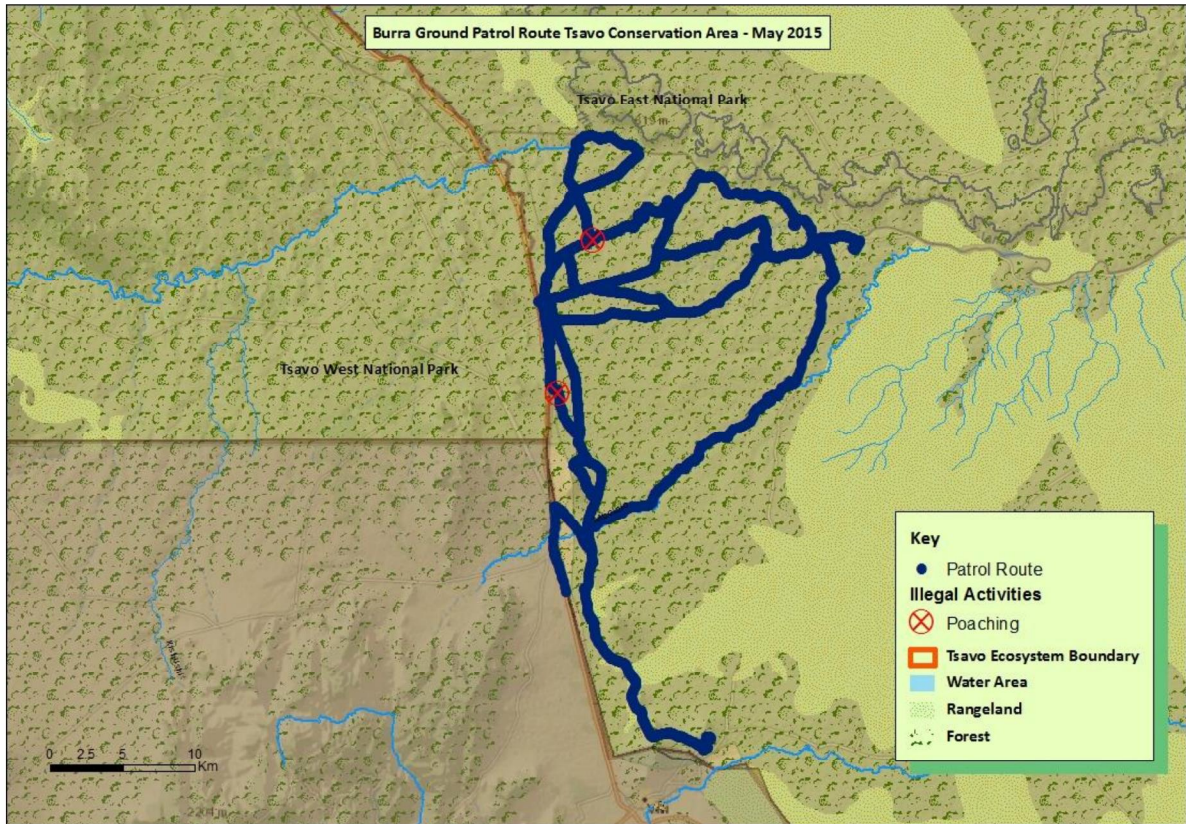 Burra Ground Patrol Route Tsavo Conservation Area - May 2015
Tsavo East National Park
Tsavo West National Park
Key
Patrol Route
Illegal Activities
Poaching
Tsavo Ecosystem Boundary
Water Area
Rangeland
Forest
0 2.5 5 10
Km